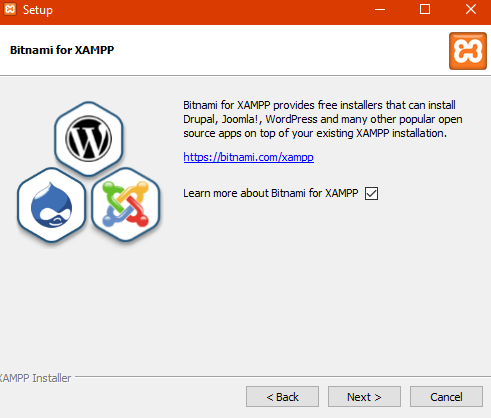 Setup
Bitnami for XAMPP
Bitnami for XAMPP provides free installers that can install
Drupal, Joomla!, WordPress and many other popular open
source apps on top of your existing XAMPP installation.
https://bitnami.com/xampp
Learn more about Bitnami for XAMPP
XAMPP Installer
< Back
Next >
Cancel